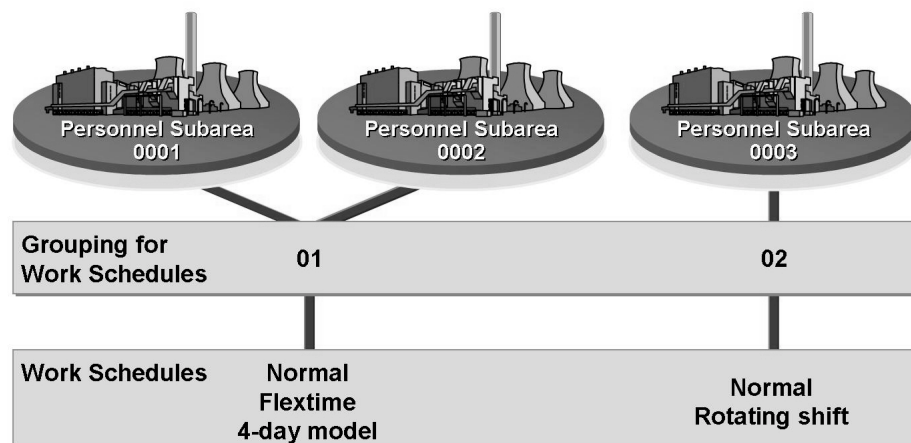 Personnel Subarea
0001
Personnel Subarea
0002
Personnel Subarea
0003
Grouping for
Work Schedules
01
02
Work Schedules
Normal
Flextime
4-day model
Normal
Rotating shift